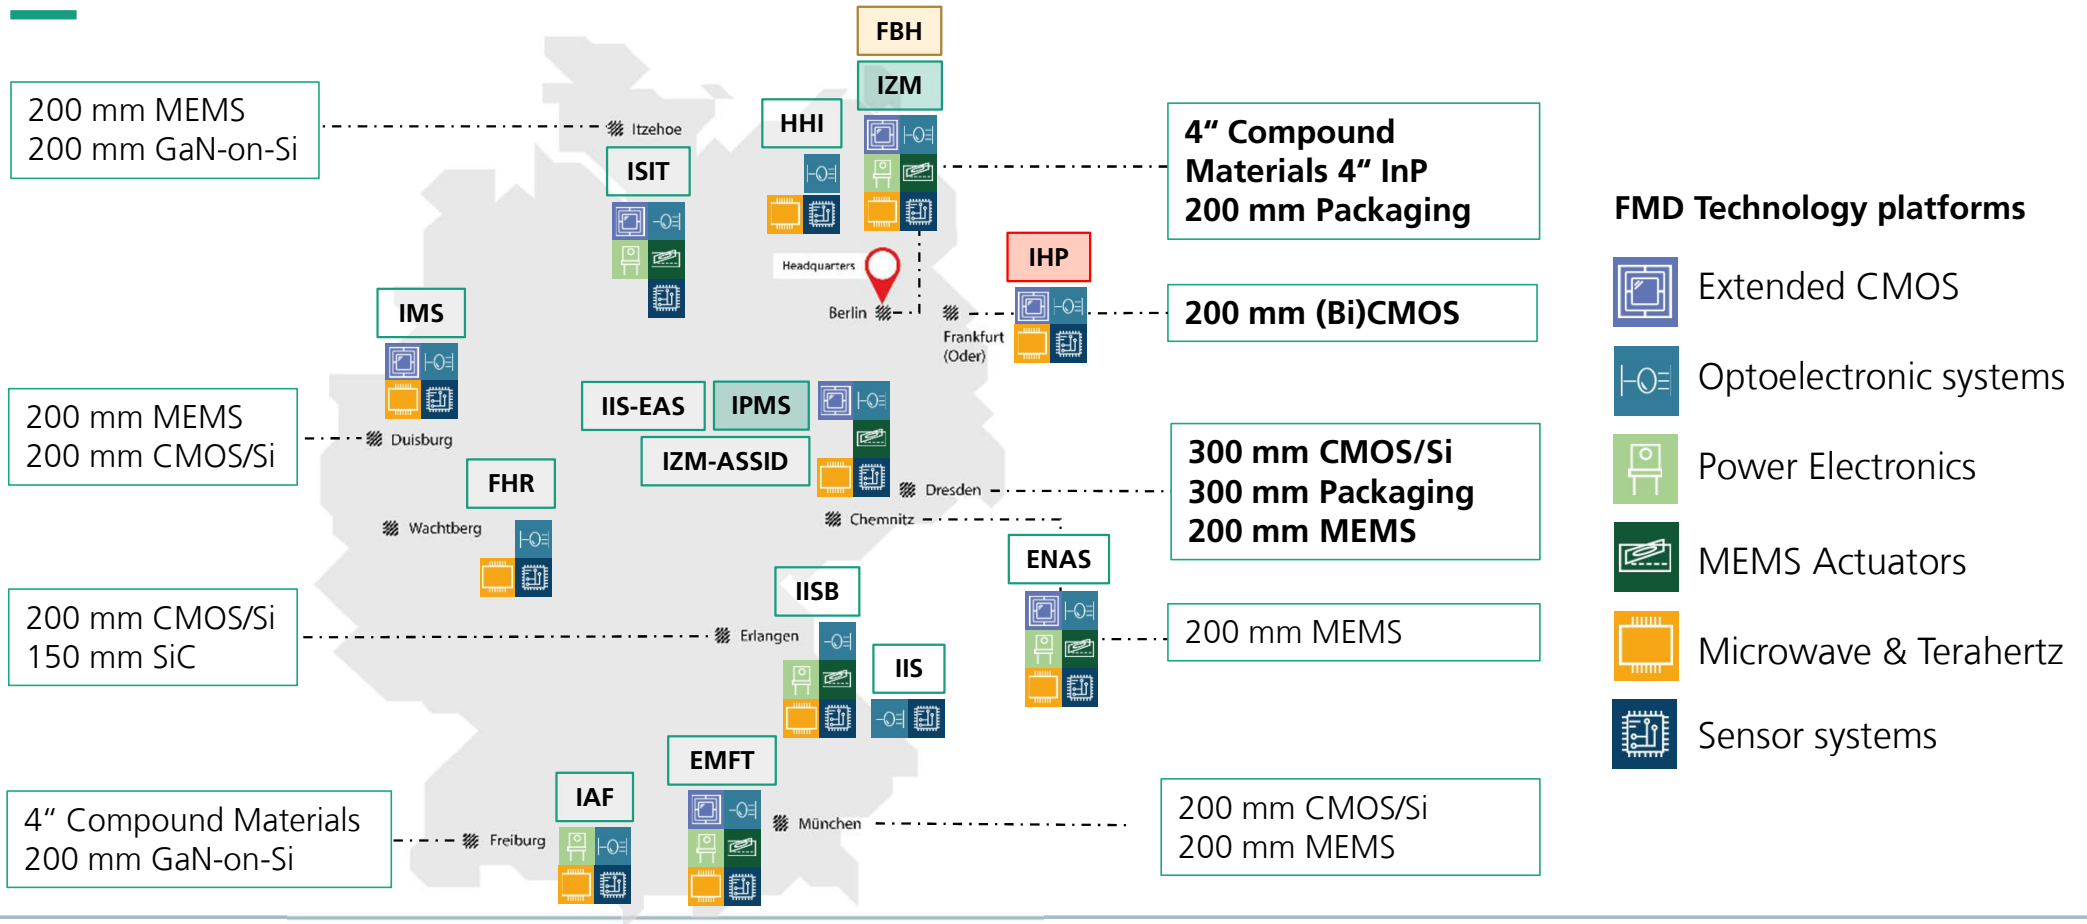 FBH
IZM
HHI
200 mm MEMS
200 mm GaN-on-Si
Itzehoe
ISIT
4“ Compound
Materials 4“ InP
200 mm Packaging
Headquarters
Berlin
IHP
Frankfurt
(Oder)
200 mm (Bi)CMOS
IMS
200 mm MEMS
200 mm CMOS/Si
Duisburg
IIS-EAS
IPMS
IZM-ASSID
Dresden
300 mm CMOS/Si
300 mm Packaging
200 mm MEMS
FHR
Wachtberg
Chemnitz
ENAS
200 mm MEMS
200 mm CMOS/Si
150 mm SiC
Erlangen
IISB
IIS
EMFT
IAF
4“ Compound Materials
200 mm GaN-on-Si
Freiburg
München
200 mm CMOS/Si
200 mm MEMS
FMD Technology platforms
Extended CMOS
Optoelectronic systems
Power Electronics
MEMS Actuators
Microwave & Terahertz
Sensor systems